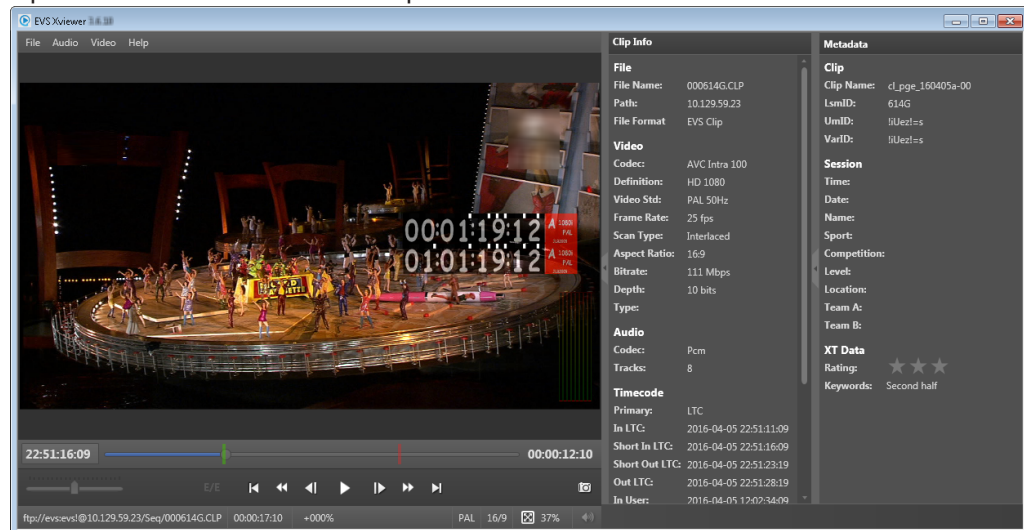 EVS Xviewer
File Audio Video Help
00:01:19:12 A 1080i
PAL
01:01:19:12 A 1080i
PAL
22:51:16:09
00:00:12:10
E/E
ftp://evs:evs!@10.129.59.23/Seq/000614G.CLP 00:00:17:10 +000% PAL 16/9 37%
Clip Info
File
File Name: 000614G.CLP
Path: 10.129.59.23
File Format EVS Clip
Video
Codec: AVC Intra 100
Definition: HD 1080
Video Std: PAL 50Hz
Frame Rate: 25 fps
Scan Type: Interlaced
Aspect Ratio: 16:9
Bitrate: 111 Mbps
Depth: 10 bits
Type:
Audio
Codec: Pcm
Tracks: 8
Timecode
Primary: LTC
In LTC: 2016-04-05 22:51:11:09
Short In LTC: 2016-04-05 22:51:16:09
Short Out LTC: 2016-04-05 22:51:23:19
Out LTC: 2016-04-05 22:51:28:19
In User: 2016-04-05 12:02:34:09
Metadata
Clip
Clip Name: cl_pge_160405a-00
LsmID: 614G
UmID: !iUez!=s
VarID: !iUez!=s
Session
Time:
Date:
Name:
Sport:
Competition:
Level:
Location:
Team A:
Team B:
XT Data
Rating:
Keywords: Second half